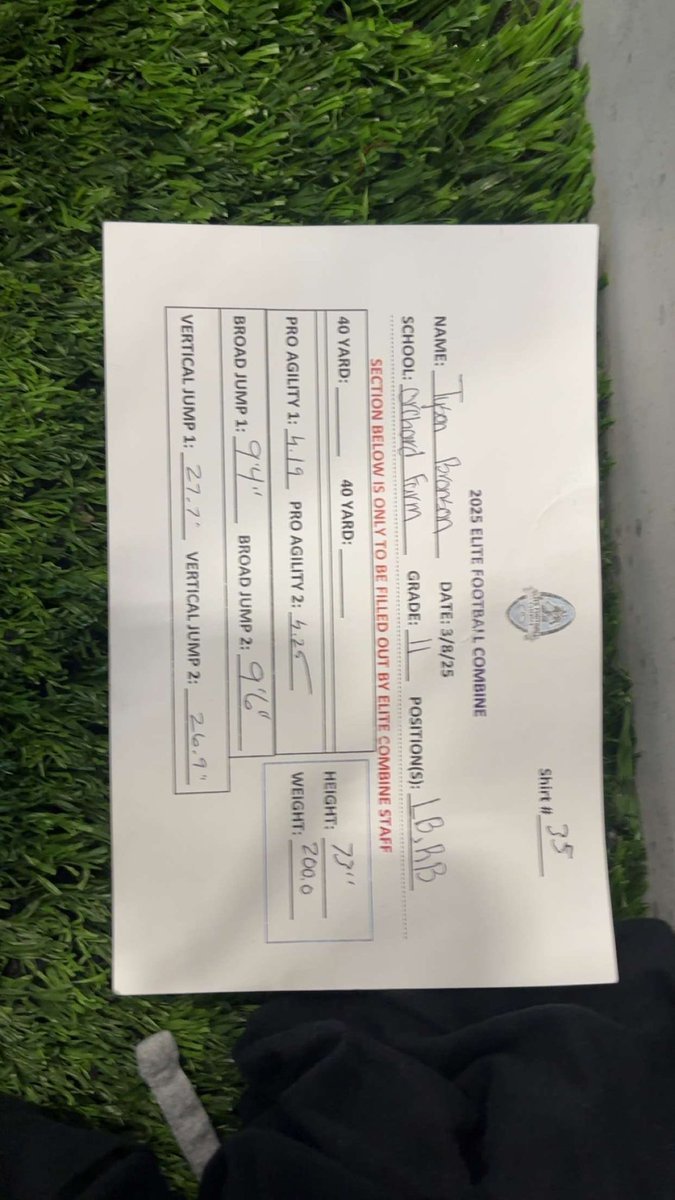 Shirt # 35
2025 ELITE FOOTBALL COMBINE
NAME: Tyson Bronson DATE: 3/8/25
SCHOOL: Orchard Farm GRADE: 11 POSITION(S): LB, RB
SECTION BELOW IS ONLY TO BE FILLED OUT BY ELITE COMBINE STAFF
40 YARD: 40 YARD:
HEIGHT: 73"
WEIGHT: 200.0
PRO AGILITY 1: 4.19 PRO AGILITY 2: 4.25
BROAD JUMP 1: 9'4" BROAD JUMP 2: 9'6"
VERTICAL JUMP 1: 27.7" VERTICAL JUMP 2: 26.9"